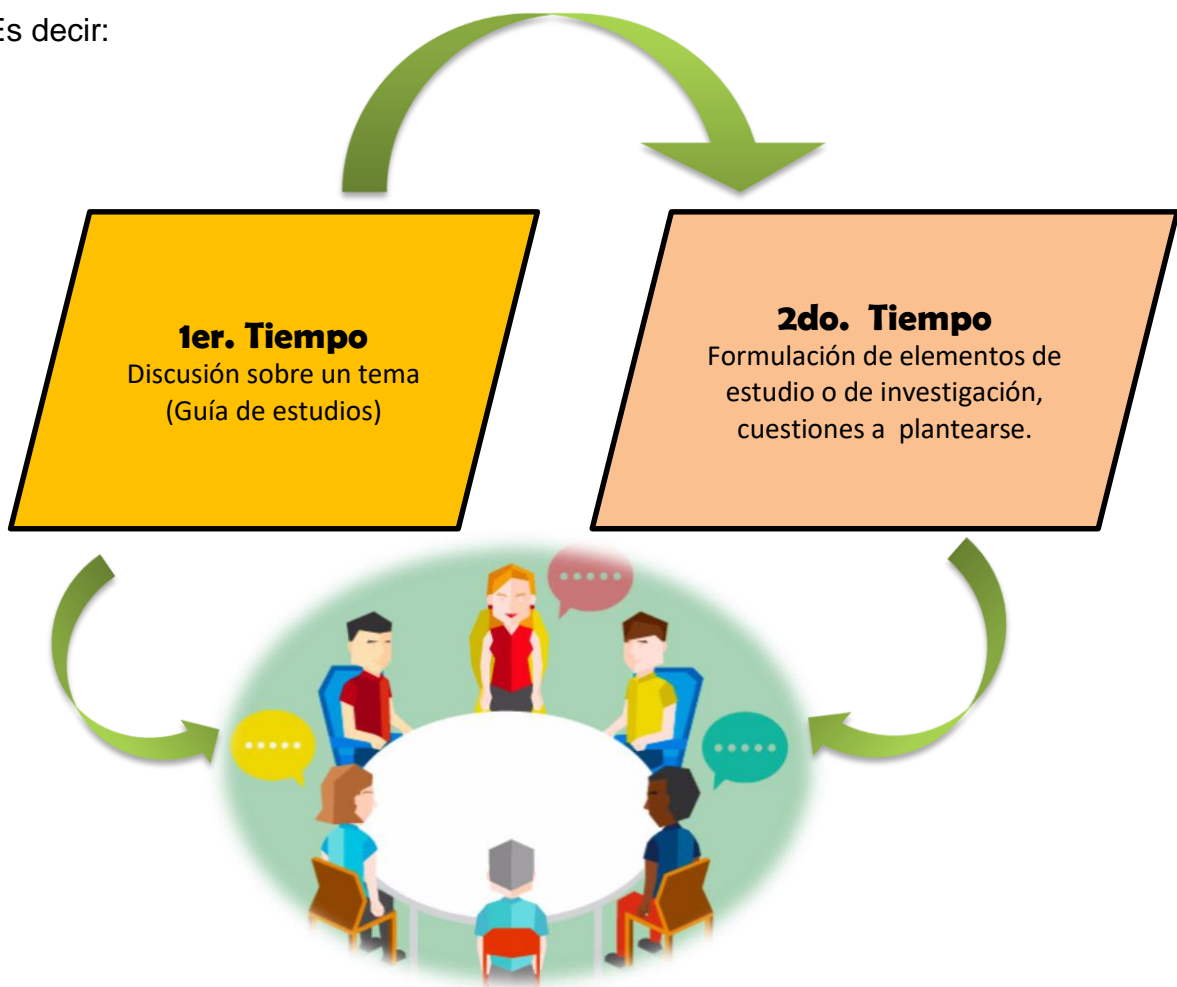 Es decir:
1er. Tiempo
Discusión sobre un tema
(Guía de estudios)
2do. Tiempo
Formulación de elementos de
estudio o de investigación,
cuestiones a plantearse.